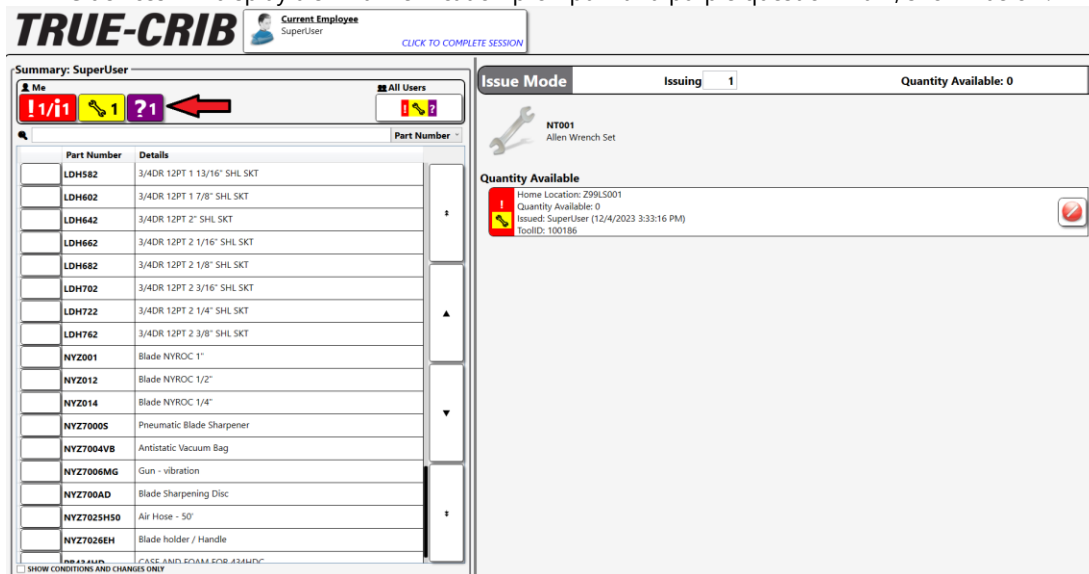 TRUE-CRIB
Current Employee
SuperUser
CLICK TO COMPLETE SESSION
Summary: SuperUser
Me
All Users
!1/i1
1
?1
!
?
Part Number
Part Number Details
LDH582 3/4DR 12PT 1 13/16" SHL SKT
LDH602 3/4DR 12PT 1 7/8" SHL SKT
LDH642 3/4DR 12PT 2" SHL SKT
LDH662 3/4DR 12PT 2 1/16" SHL SKT
LDH682 3/4DR 12PT 2 1/8" SHL SKT
LDH702 3/4DR 12PT 2 3/16" SHL SKT
LDH722 3/4DR 12PT 2 1/4" SHL SKT
LDH762 3/4DR 12PT 2 3/8" SHL SKT
NYZ001 Blade NYROC 1"
NYZ012 Blade NYROC 1/2"
NYZ014 Blade NYROC 1/4"
NYZ7000S Pneumatic Blade Sharpener
NYZ7004VB Antistatic Vacuum Bag
NYZ7006MG Gun - vibration
NYZ700AD Blade Sharpening Disc
NYZ7025H50 Air Hose - 50'
NYZ7026EH Blade holder / Handle
CASE AND FOAM FOR 434HDC
SHOW CONDITIONS AND CHANGES ONLY
Issue Mode Issuing 1 Quantity Available: 0
NT001
Allen Wrench Set
Quantity Available
Home Location: Z99LS001
! Quantity Available: 0
Issued: SuperUser (12/4/2023 3:33:16 PM)
ToolID: 100186